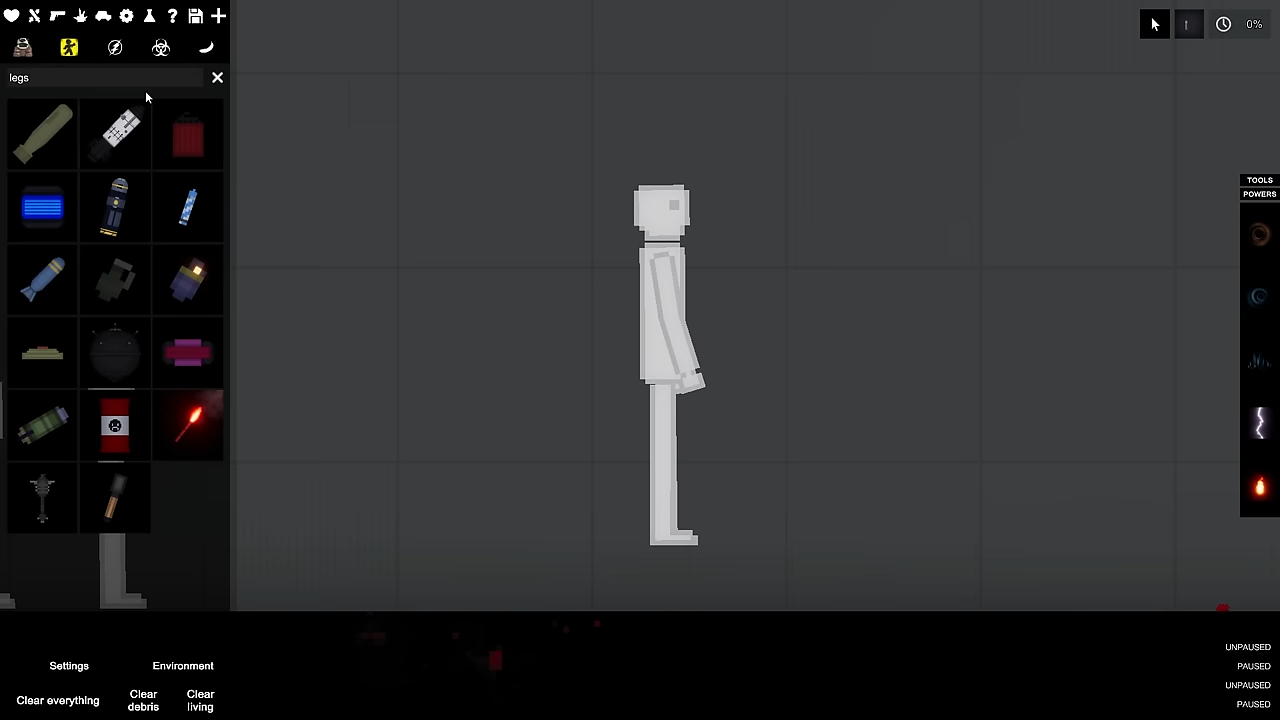 legs
0%
TOOLS
POWERS
Settings
Environment
Clear everything
Clear
debris
Clear
living
UNPAUSED
PAUSED
UNPAUSED
PAUSED